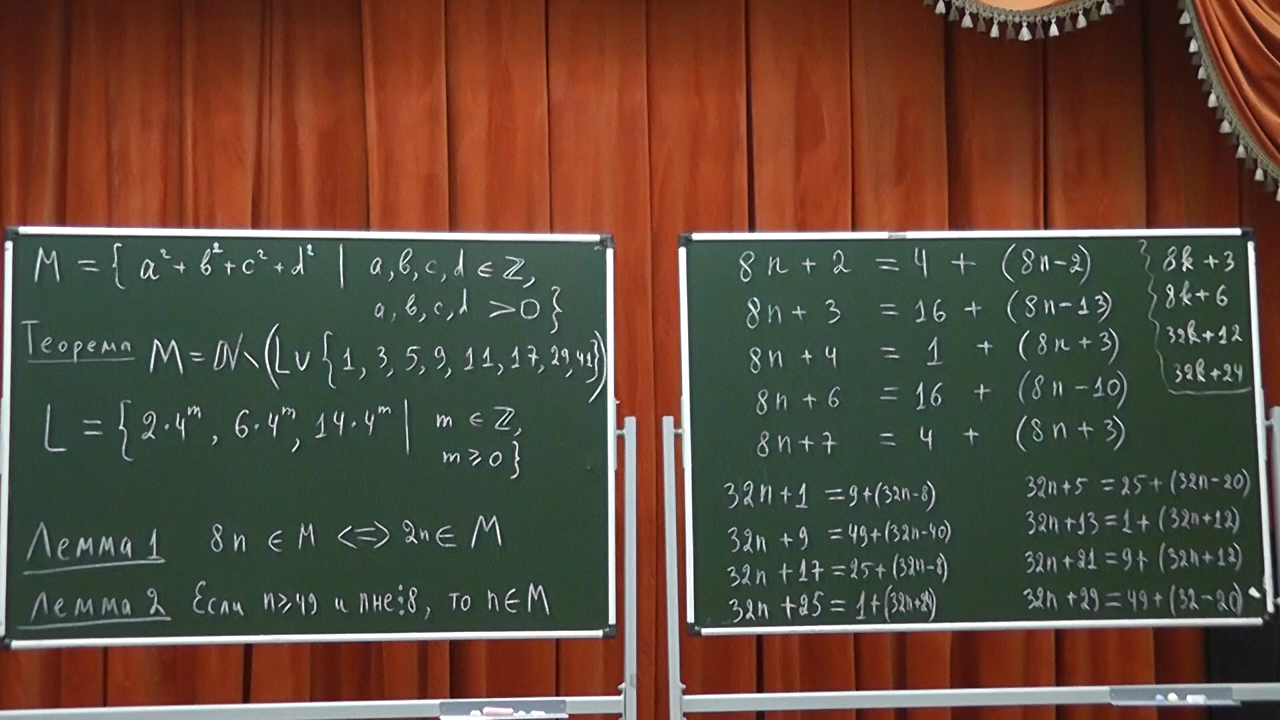 M = { a² + b² + c² + d² | a, b, c, d ∈ ℤ,
a, b, c, d > 0 }
Теорема M = ℕ \ (L ∪ {1, 3, 5, 9, 11, 17, 29, 41})
L = { 2·4ᵐ, 6·4ᵐ, 14·4ᵐ | m ∈ ℤ,
m ⩾ 0 }
Лемма 1 8n ∈ M ⟺ 2n ∈ M
Лемма 2 Если n ⩾ 49 и n не⋮8, то n ∈ M
8n + 2 = 4 + (8n-2)
8n + 3 = 16 + (8n-13)
8n + 4 = 1 + (8n+3)
8n + 6 = 16 + (8n-10)
8n + 7 = 4 + (8n+3)
8k + 3
8k + 6
32k + 12
32k + 24
32n + 1 = 9 + (32n-8)
32n + 9 = 49 + (32n-40)
32n + 17 = 25 + (32n-8)
32n + 25 = 1 + (32n+24)
32n + 5 = 25 + (32n-20)
32n + 13 = 1 + (32n+12)
32n + 21 = 9 + (32n+12)
32n + 29 = 49 + (32-20)